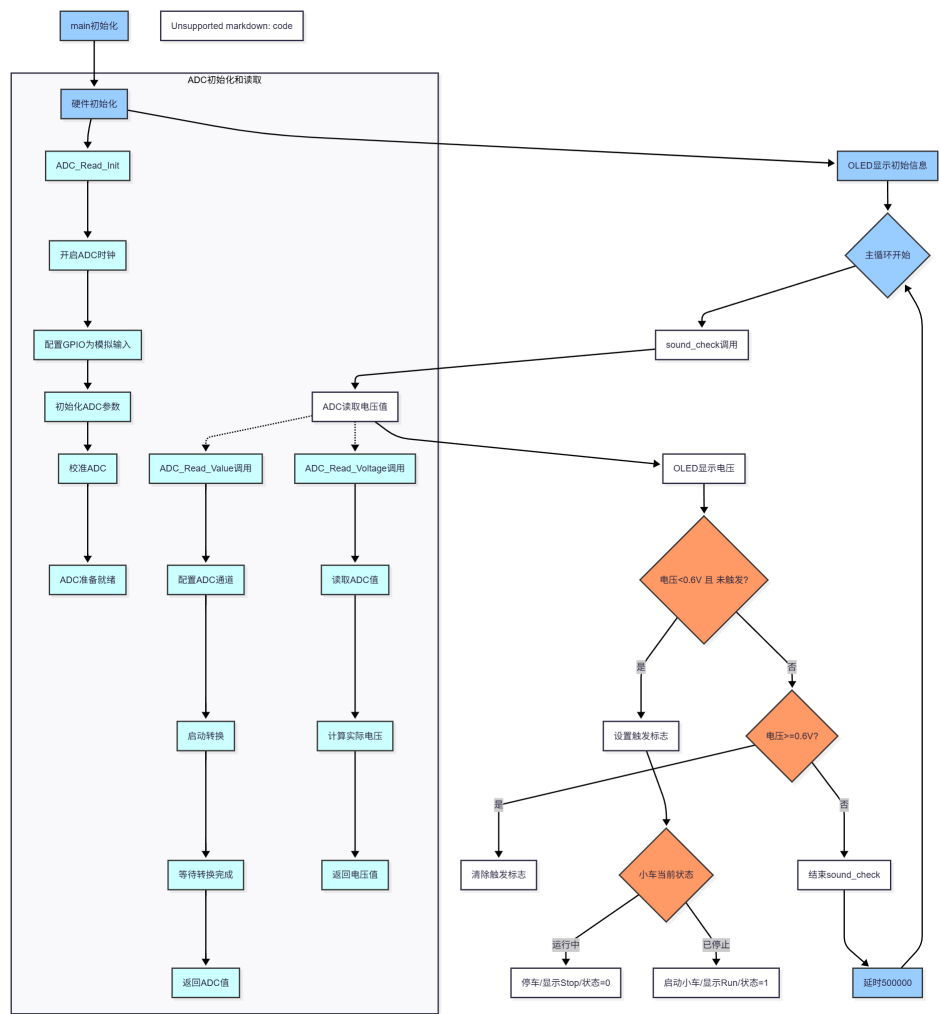 main初始化
Unsupported markdown: code
ADC初始化和读取
硬件初始化
ADC_Read_Init
OLED显示初始信息
开启ADC时钟
主循环开始
配置GPIO为模拟输入
sound_check调用
初始化ADC参数
ADC读取电压值
校准ADC
ADC_Read_Value调用
ADC_Read_Voltage调用
OLED显示电压
ADC准备就绪
配置ADC通道
读取ADC值
电压<0.6V 且 未触发?
是
否
启动转换
计算实际电压
设置触发标志
电压>=0.6V?
是
否
等待转换完成
返回电压值
清除触发标志
小车当前状态
结束sound_check
运行中
已停止
返回ADC值
停车/显示Stop/状态=0
启动小车/显示Run/状态=1
延时500000